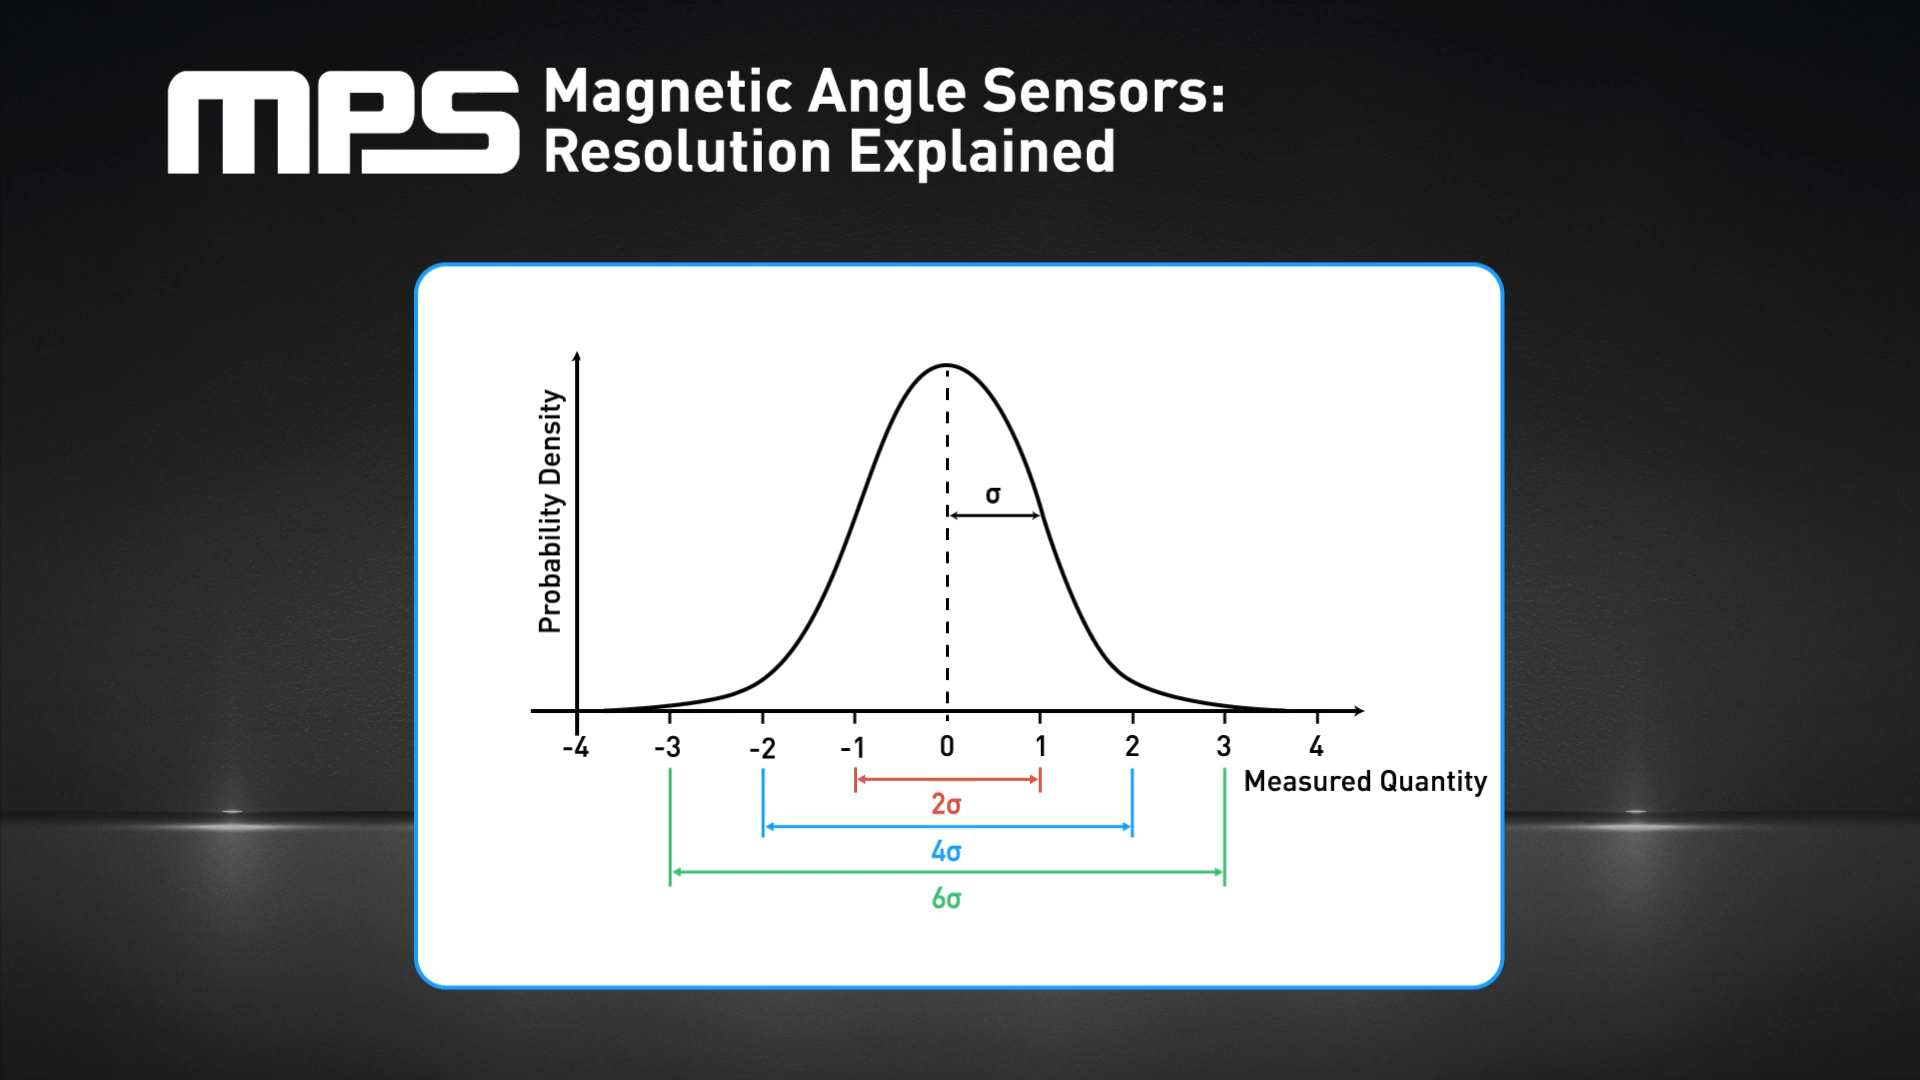 mps
Magnetic Angle Sensors:
Resolution Explained
Probability Density
σ
-4 -3 -2 -1 0 1 2 3 4
Measured Quantity
2σ
4σ
6σ